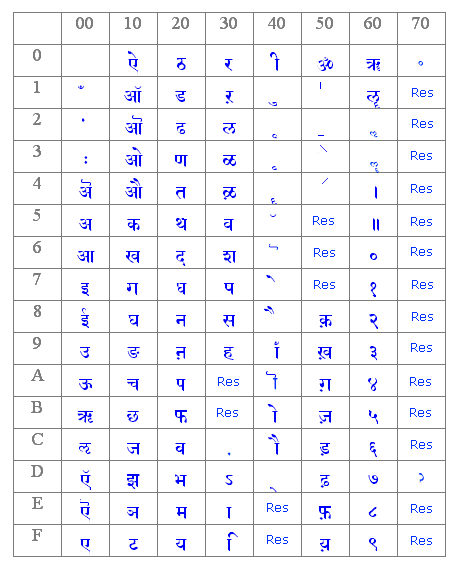 00 10 20 30 40 50 60 70
0 ऐ ठ र ी ॐ ॠ ॰
1 ँ ऑ ड ऱ ु ॑ ॡ Res
2 ं ऒ ढ ल ू ॒ ॢ Res
3 ः ओ ण ळ ृ ॓ ॣ Res
4 ऄ औ त ऴ ॄ ॔ । Res
5 अ क थ व ॅ Res ॥ Res
6 आ ख द श ॆ Res ० Res
7 इ ग ध ष े Res १ Res
8 ई घ न स ै क़ २ Res
9 उ ङ ऩ ह ॉ ख़ ३ Res
A ऊ च प Res ॊ ग़ ४ Res
B ऋ छ फ Res ो ज़ ५ Res
C ऌ ज ब ़ ौ ड़ ६ Res
D ऍ झ भ ऽ ् ढ़ ७ ॽ
E ऎ ञ म ा Res फ़ ८ Res
F ए ट य ि Res य़ ९ Res